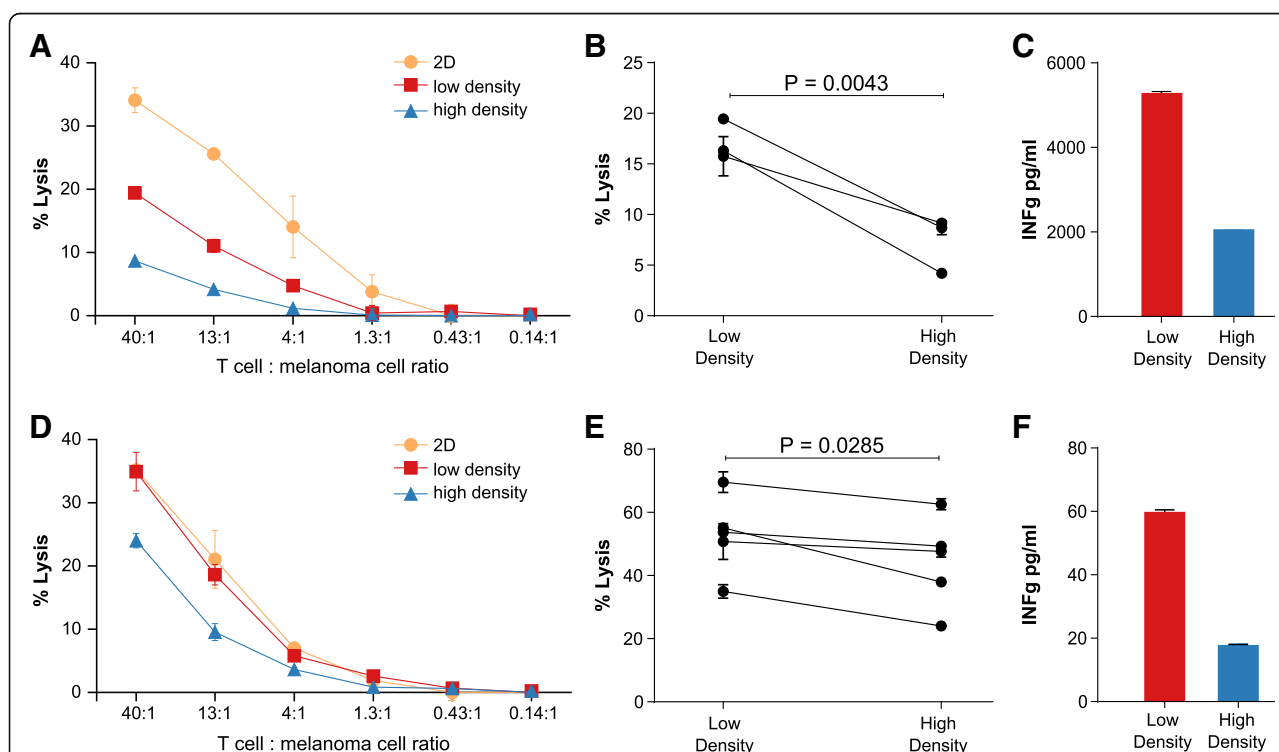 A
40
30
20
10
0
% Lysis
2D
low density
high density
40:1 13:1 4:1 1.3:1 0.43:1 0.14:1
T cell : melanoma cell ratio
B
25
20
15
10
5
0
% Lysis
P = 0.0043
Low Density
High Density
C
6000
4000
2000
0
INFg pg/ml
Low Density
High Density
D
40
30
20
10
0
% Lysis
2D
low density
high density
40:1 13:1 4:1 1.3:1 0.43:1 0.14:1
T cell : melanoma cell ratio
E
80
60
40
20
0
% Lysis
P = 0.0285
Low Density
High Density
F
80
60
40
20
0
INFg pg/ml
Low Density
High Density